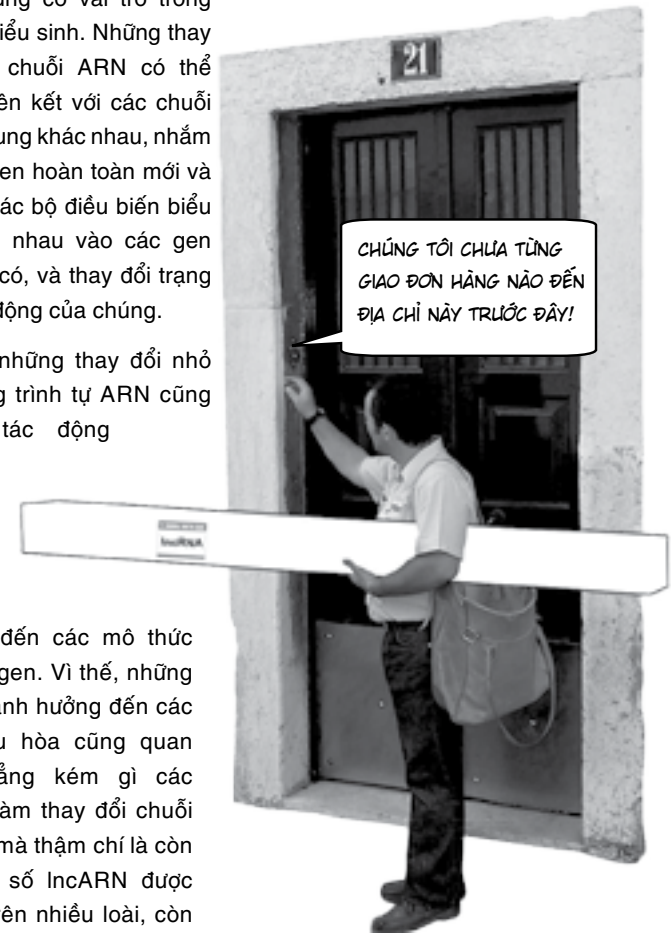 ung có vai trò trong
iểu sinh. Những thay
chuỗi ARN có thể
ên kết với các chuỗi
ung khác nhau, nhắm
en hoàn toàn mới và
ác bộ điều biến biểu
nhau vào các gen
có, và thay đổi trạng
động của chúng.
những thay đổi nhỏ
g trình tự ARN cũng
tác động
đến các mô thức
gen. Vì thế, những
ảnh hưởng đến các
u hòa cũng quan
ẳng kém gì các
àm thay đổi chuỗi
mà thậm chí là còn
số lncARN được
ên nhiều loài, còn
21
CHÚNG TÔI CHƯA TỪNG
GIAO ĐƠN HÀNG NÀO ĐẾN
ĐỊA CHỈ NÀY TRƯỚC ĐÂY!
lncRNA